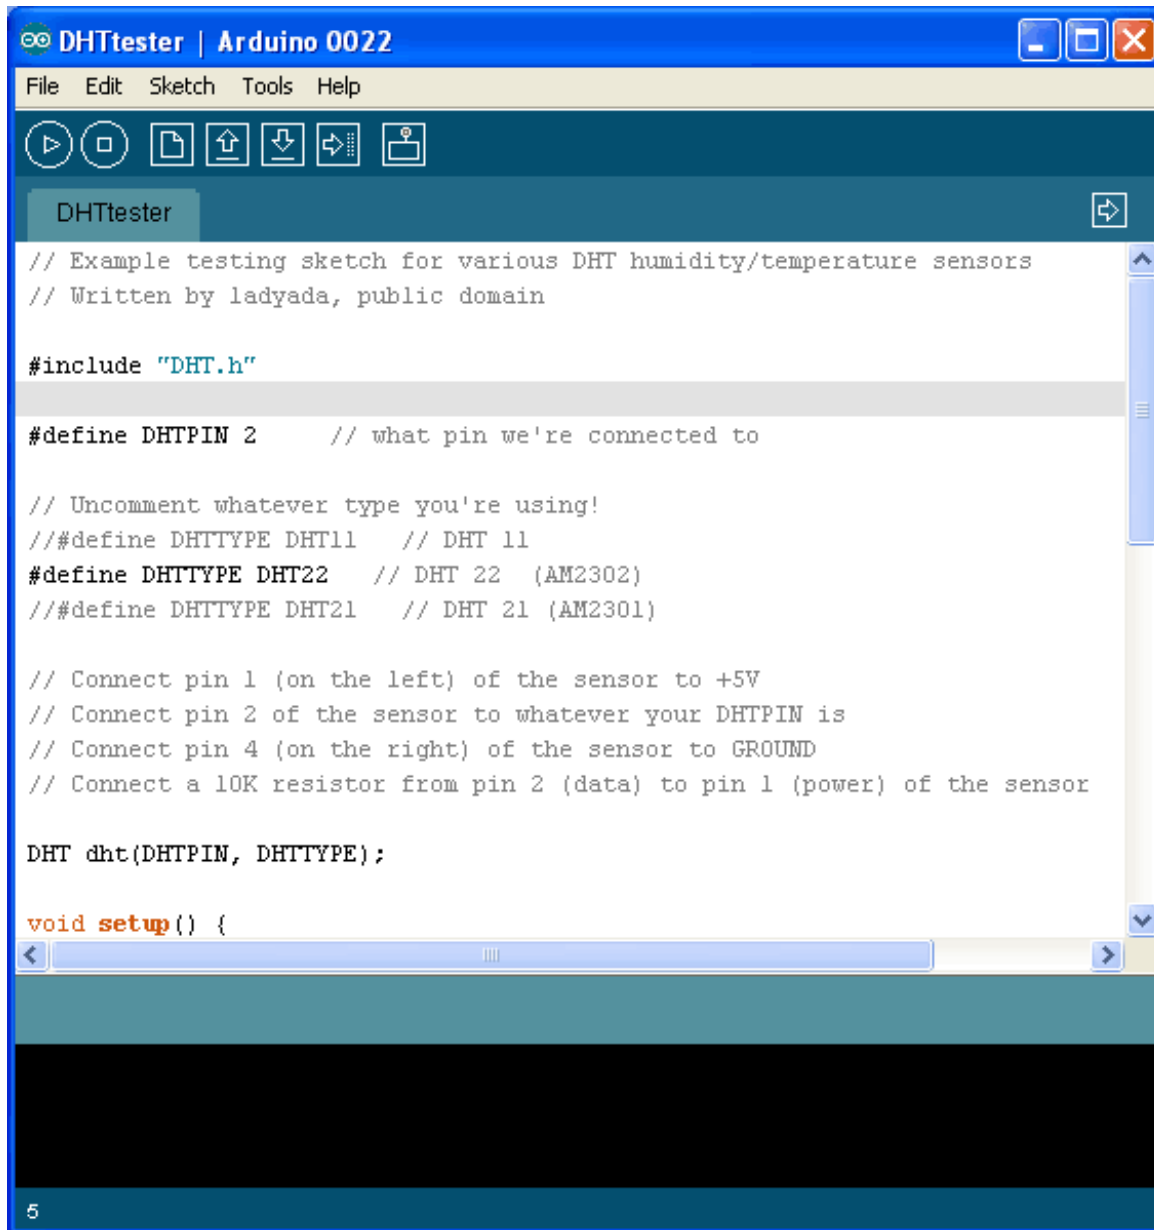 DHTtester | Arduino 0022
File Edit Sketch Tools Help
DHTtester
// Example testing sketch for various DHT humidity/temperature sensors
// Written by ladyada, public domain
#include "DHT.h"
#define DHTPIN 2     // what pin we're connected to
// Uncomment whatever type you're using!
//#define DHTTYPE DHT11   // DHT 11
#define DHTTYPE DHT22   // DHT 22  (AM2302)
//#define DHTTYPE DHT21   // DHT 21 (AM2301)
// Connect pin 1 (on the left) of the sensor to +5V
// Connect pin 2 of the sensor to whatever your DHTPIN is
// Connect pin 4 (on the right) of the sensor to GROUND
// Connect a 10K resistor from pin 2 (data) to pin 1 (power) of the sensor
DHT dht(DHTPIN, DHTTYPE);
void setup() {
5